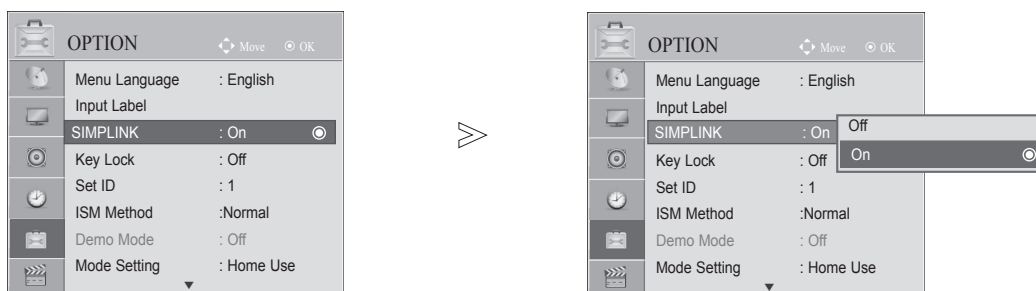 OPTION
Move OK
Menu Language : English
Input Label
SIMPLINK : On
Key Lock : Off
Set ID : 1
ISM Method :Normal
Demo Mode : Off
Mode Setting : Home Use
OPTION
Move OK
Menu Language : English
Input Label
SIMPLINK : On
Key Lock : Off
Set ID : 1
ISM Method :Normal
Demo Mode : Off
Mode Setting : Home Use
Off
On